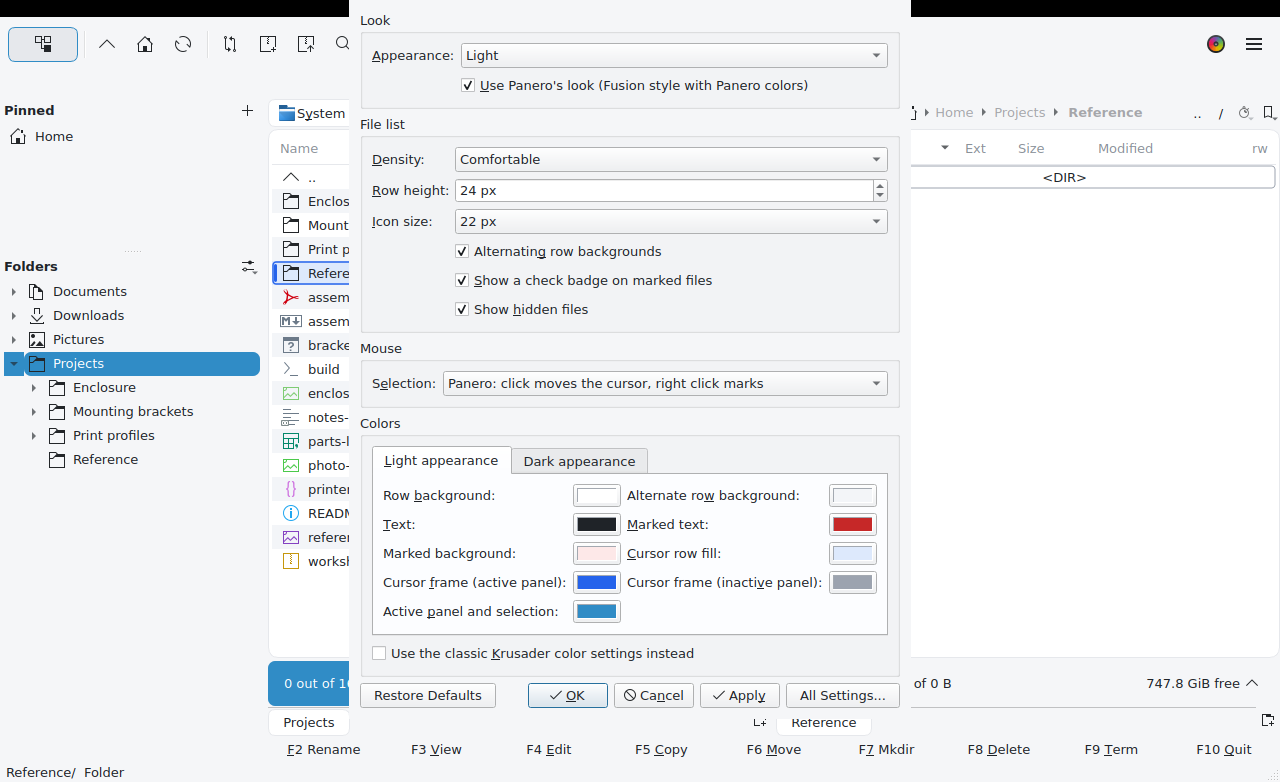 Look
Appearance: Light
Use Panero's look (Fusion style with Panero colors)
File list
Density: Comfortable
Row height: 24 px
Icon size: 22 px
Alternating row backgrounds
Show a check badge on marked files
Show hidden files
Mouse
Selection: Panero: click moves the cursor, right click marks
Colors
Light appearance Dark appearance
Row background: Alternate row background:
Text: Marked text:
Marked background: Cursor row fill:
Cursor frame (active panel): Cursor frame (inactive panel):
Active panel and selection:
Use the classic Krusader color settings instead
Restore Defaults OK Cancel Apply All Settings...
Pinned
Home
Folders
Documents
Downloads
Pictures
Projects
Enclosure
Mounting brackets
Print profiles
Reference
System
Name
..
Enclos
Mount
Print p
Refere
assem
assem
bracke
build
enclos
notes-
parts-l
photo-
printer
READM
referen
worksh
0 out of 16
Projects
Home Projects Reference .. /
Ext Size Modified rw
<DIR>
of 0 B 747.8 GiB free
Reference
F2 Rename F3 View F4 Edit F5 Copy F6 Move F7 Mkdir F8 Delete F9 Term F10 Quit
Reference/ Folder